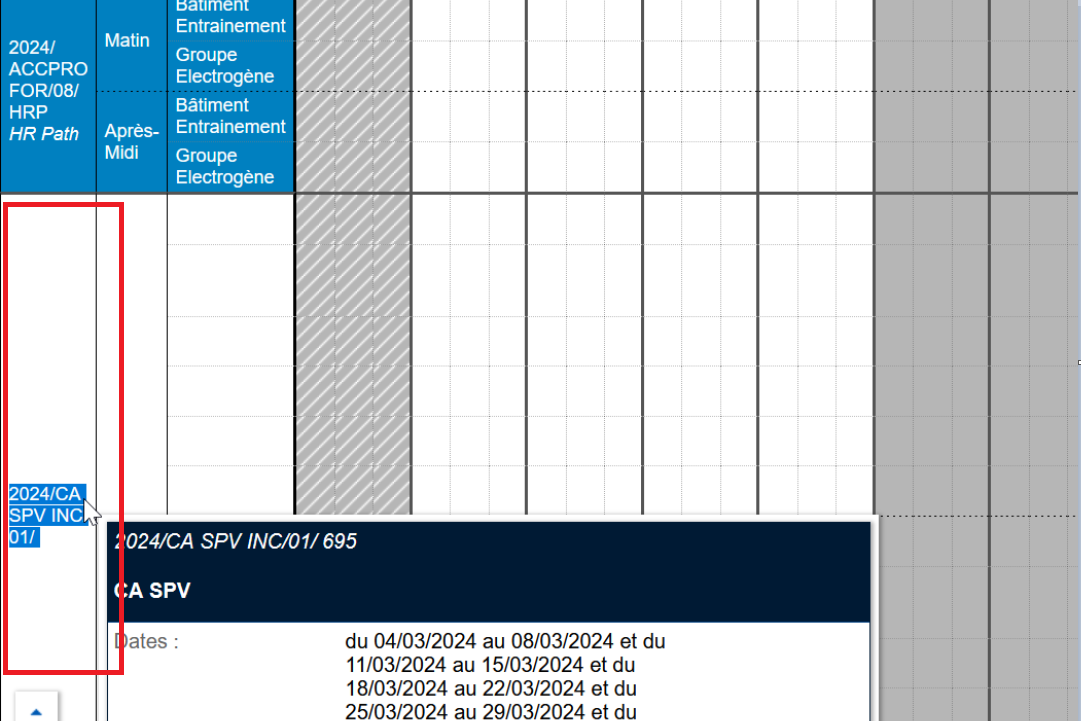 2024/
ACCPRO
FOR/08/
HRP
HR Path
Matin
Bâtiment
Entrainement
Groupe
Electrogène
Après-
Midi
Bâtiment
Entrainement
Groupe
Electrogène
2024/CA
SPV INC
01/
2024/CA SPV INC/01/ 695
CA SPV
Dates :
du 04/03/2024 au 08/03/2024 et du
11/03/2024 au 15/03/2024 et du
18/03/2024 au 22/03/2024 et du
25/03/2024 au 29/03/2024 et du